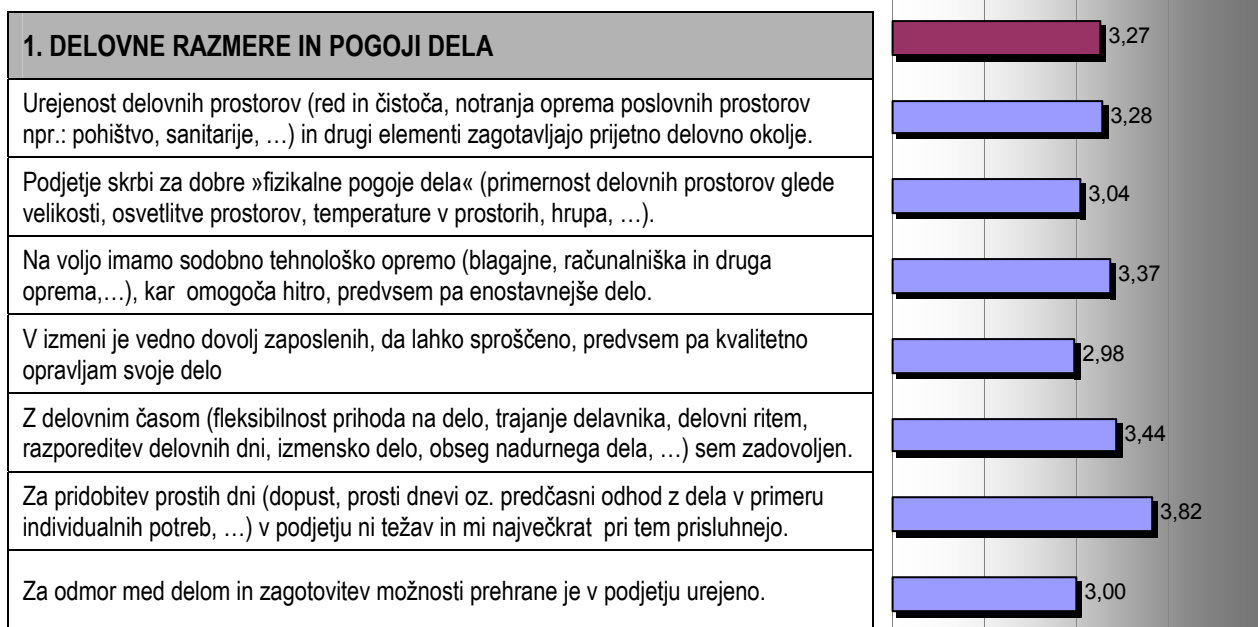 1. DELOVNE RAZMERE IN POGOJI DELA
3,27
Urejenost delovnih prostorov (red in čistoča, notranja oprema poslovnih prostorov
npr.: pohištvo, sanitarije, …) in drugi elementi zagotavljajo prijetno delovno okolje.
3,28
Podjetje skrbi za dobre »fizikalne pogoje dela« (primernost delovnih prostorov glede
velikosti, osvetlitve prostorov, temperature v prostorih, hrupa, …).
3,04
Na voljo imamo sodobno tehnološko opremo (blagajne, računalniška in druga
oprema,…), kar omogoča hitro, predvsem pa enostavnejše delo.
3,37
V izmeni je vedno dovolj zaposlenih, da lahko sproščeno, predvsem pa kvalitetno
opravljam svoje delo
2,98
Z delovnim časom (fleksibilnost prihoda na delo, trajanje delavnika, delovni ritem,
razporeditev delovnih dni, izmensko delo, obseg nadurnega dela, …) sem zadovoljen.
3,44
Za pridobitev prostih dni (dopust, prosti dnevi oz. predčasni odhod z dela v primeru
individualnih potreb, …) v podjetju ni težav in mi največkrat pri tem prisluhnejo.
3,82
Za odmor med delom in zagotovitev možnosti prehrane je v podjetju urejeno.
3,00